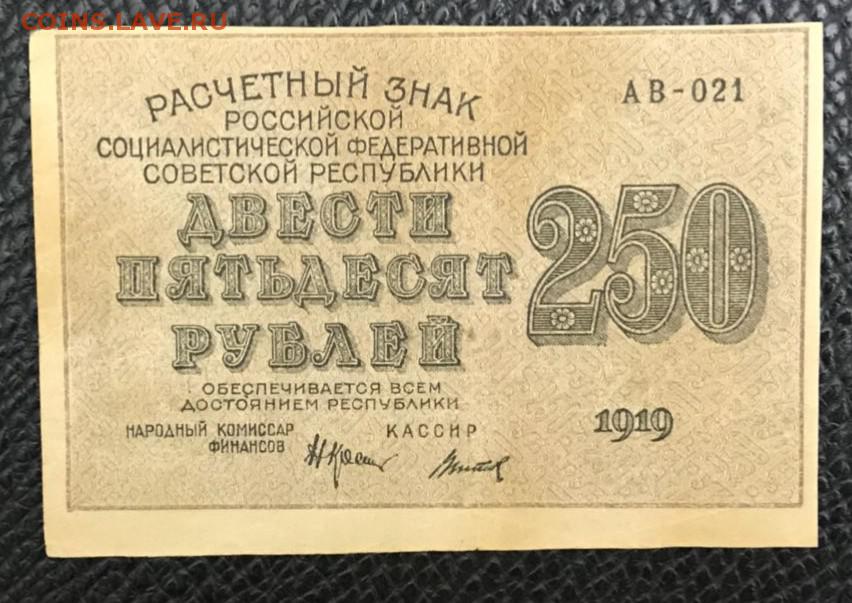 COINS.LAVE.RU
РАСЧЕТНЫЙ ЗНАК
РОССИЙСКОЙ
СОЦИАЛИСТИЧЕСКОЙ ФЕДЕРАТИВНОЙ
СОВЕТСКОЙ РЕСПУБЛИКИ
АВ-021
ДВЕСТИ
ПЯТЬДЕСЯТ
РУБЛЕЙ
250
ОБЕСПЕЧИВАЕТСЯ ВСЕМ
ДОСТОЯНИЕМ РЕСПУБЛИКИ
НАРОДНЫЙ КОМИССАР
ФИНАНСОВ
КАССИР
1919